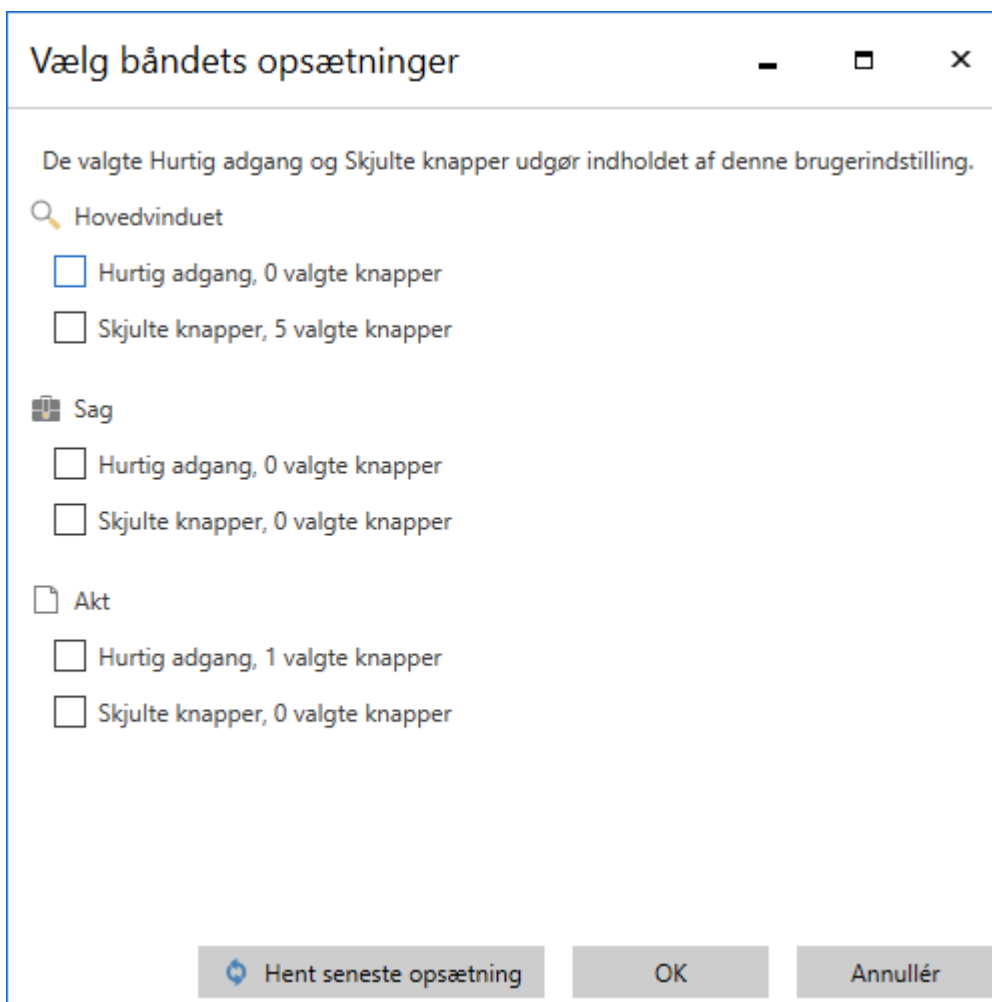 Vælg båndets opsætninger
De valgte Hurtig adgang og Skjulte knapper udgør indholdet af denne brugerindstilling.
Hovedvinduet
Hurtig adgang, 0 valgte knapper
Skjulte knapper, 5 valgte knapper
Sag
Hurtig adgang, 0 valgte knapper
Skjulte knapper, 0 valgte knapper
Akt
Hurtig adgang, 1 valgte knapper
Skjulte knapper, 0 valgte knapper
Hent seneste opsætning OK Annullér